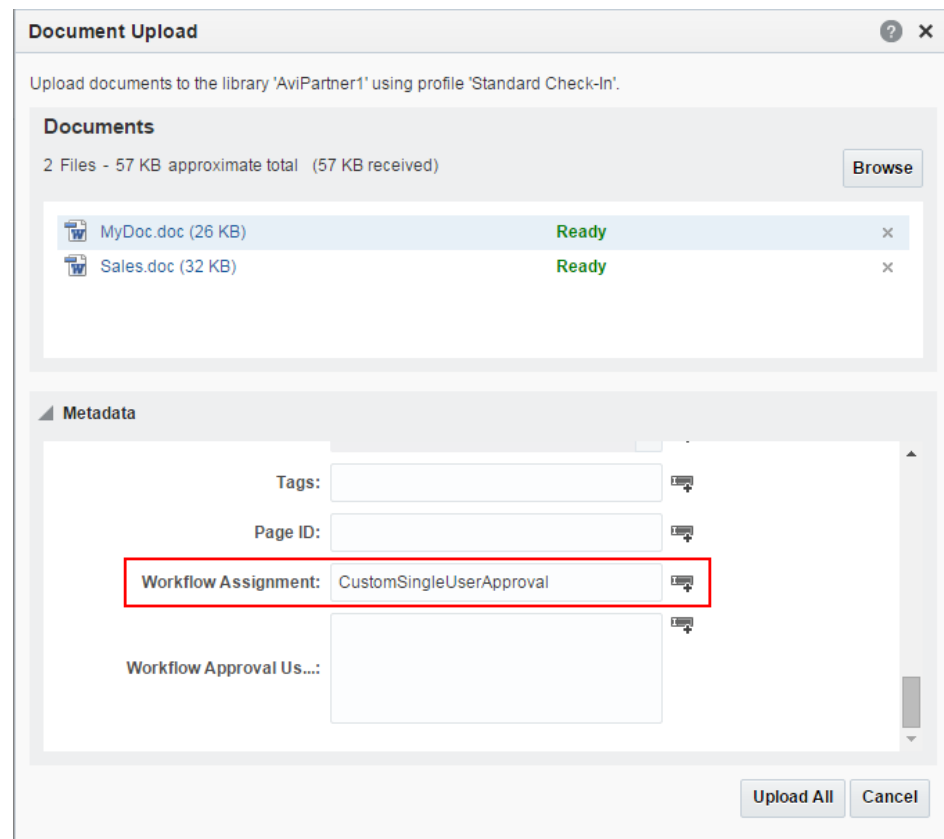 Document Upload
Upload documents to the library 'AviPartner1' using profile 'Standard Check-In'.
Documents
2 Files - 57 KB approximate total (57 KB received)
Browse
MyDoc.doc (26 KB) Ready
Sales.doc (32 KB) Ready
Metadata
Tags:
Page ID:
Workflow Assignment: CustomSingleUserApproval
Workflow Approval Us...:
Upload All Cancel